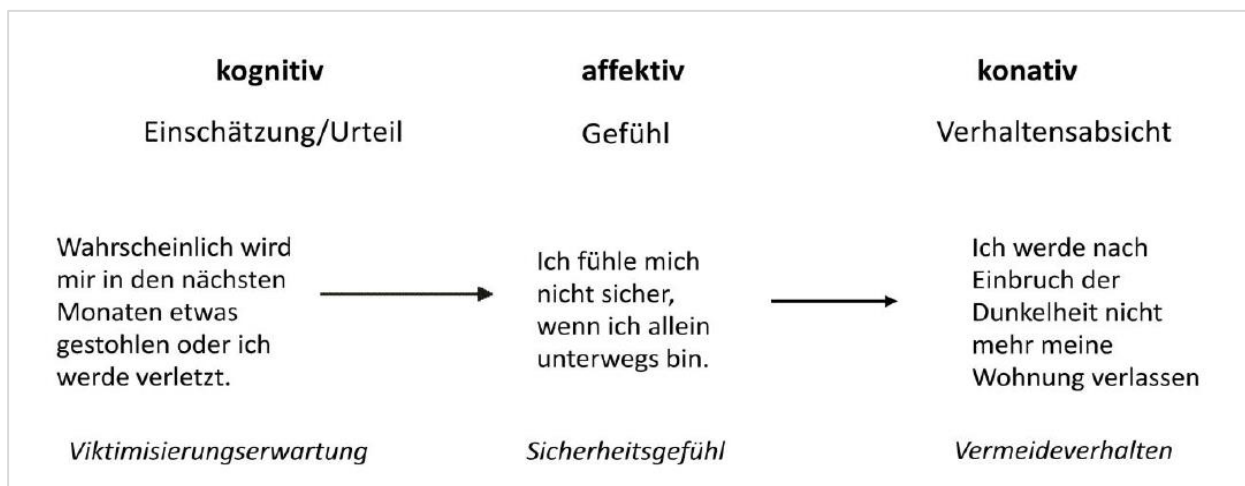 kognitiv
affektiv
konativ
Einschätzung/Urteil
Gefühl
Verhaltensabsicht
Wahrscheinlich wird
mir in den nächsten
Monaten etwas
gestohlen oder ich
werde verletzt.
Ich fühle mich
nicht sicher,
wenn ich allein
unterwegs bin.
Ich werde nach
Einbruch der
Dunkelheit nicht
mehr meine
Wohnung verlassen
Viktimisierungserwartung
Sicherheitsgefühl
Vermeideverhalten